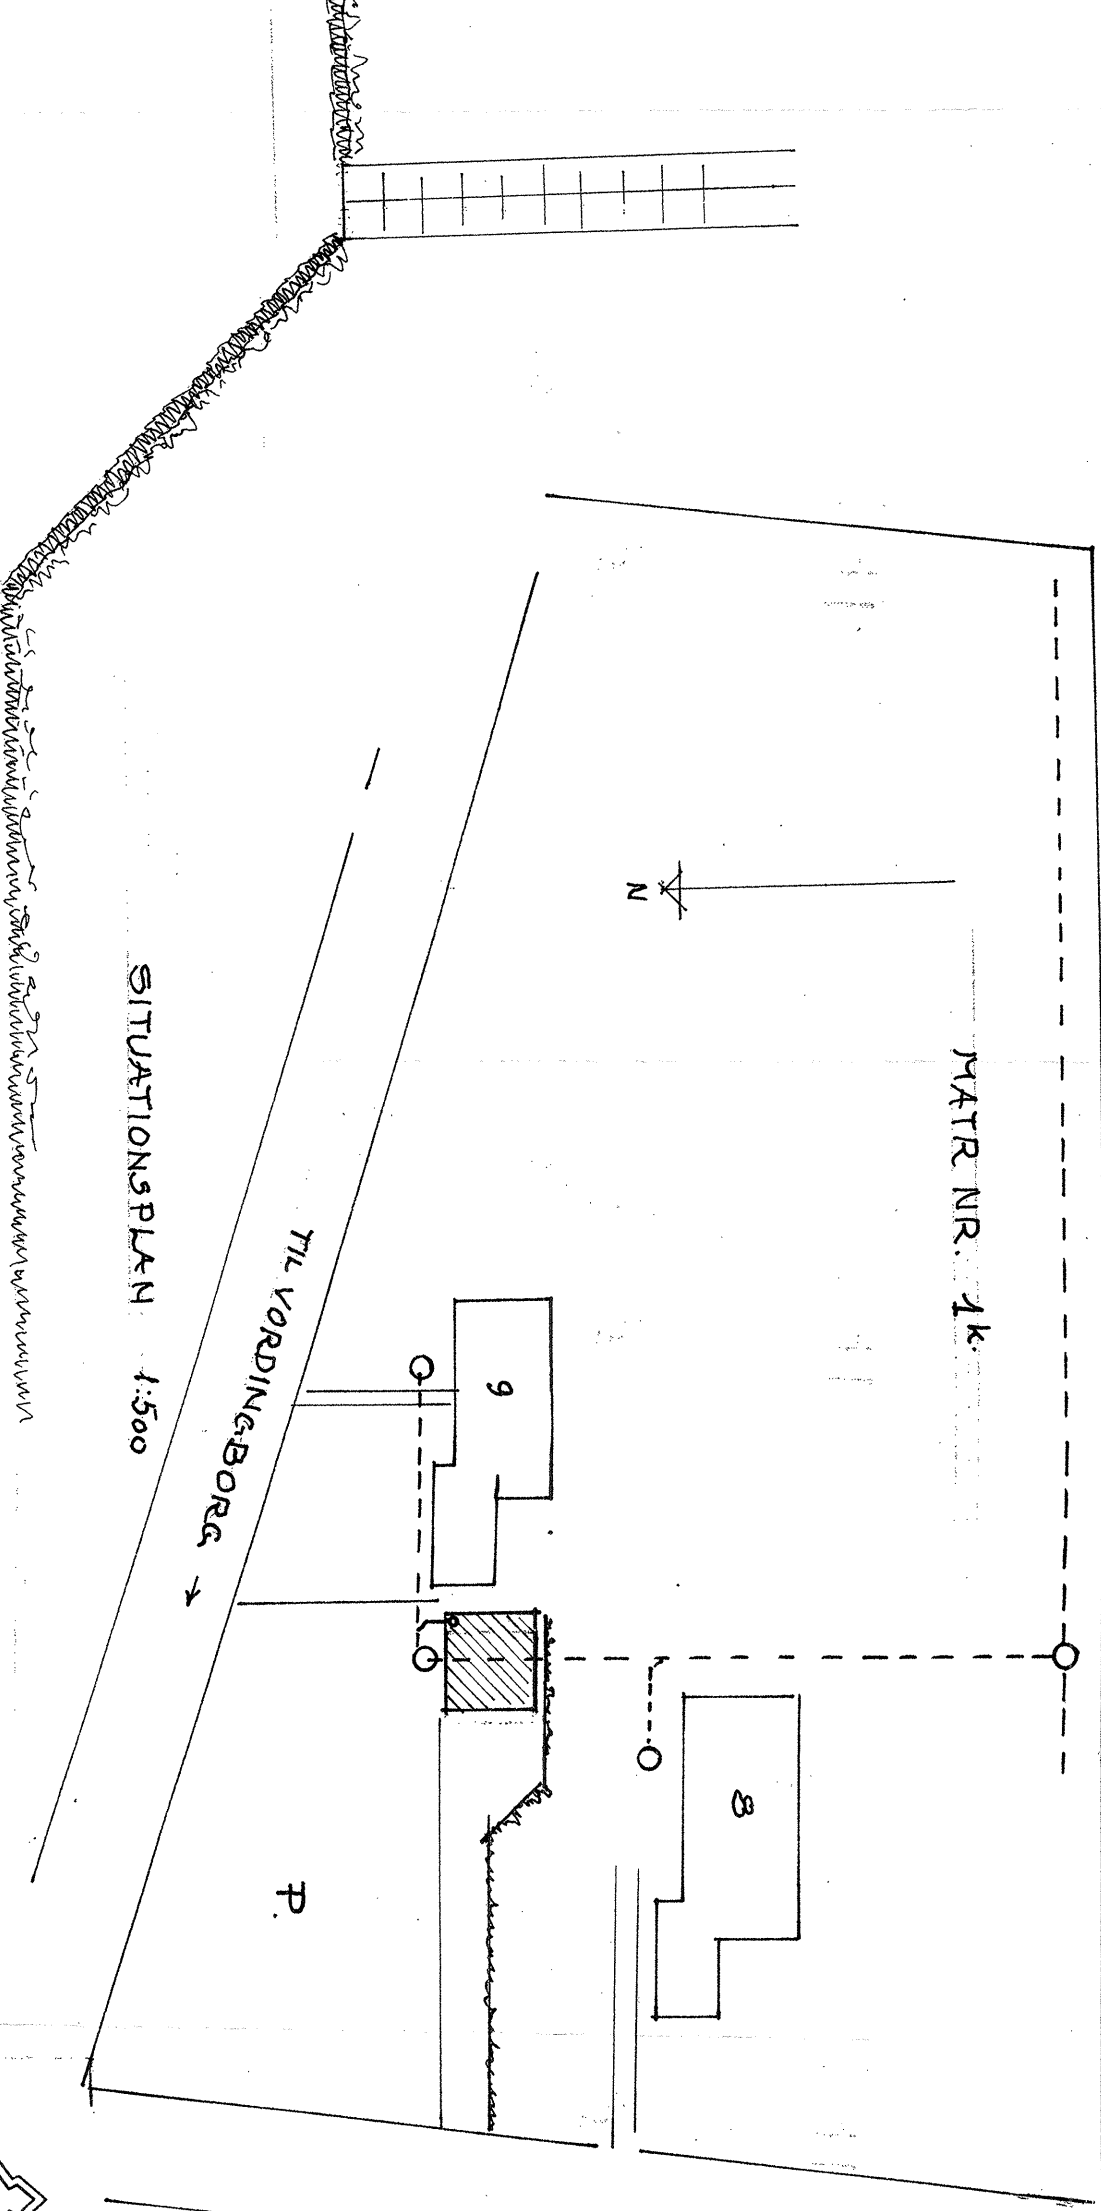 N
MATR NR. 1k.
9
8
TIL VORDINGBORG →
P.
SITUATIONSPLAN 1:500